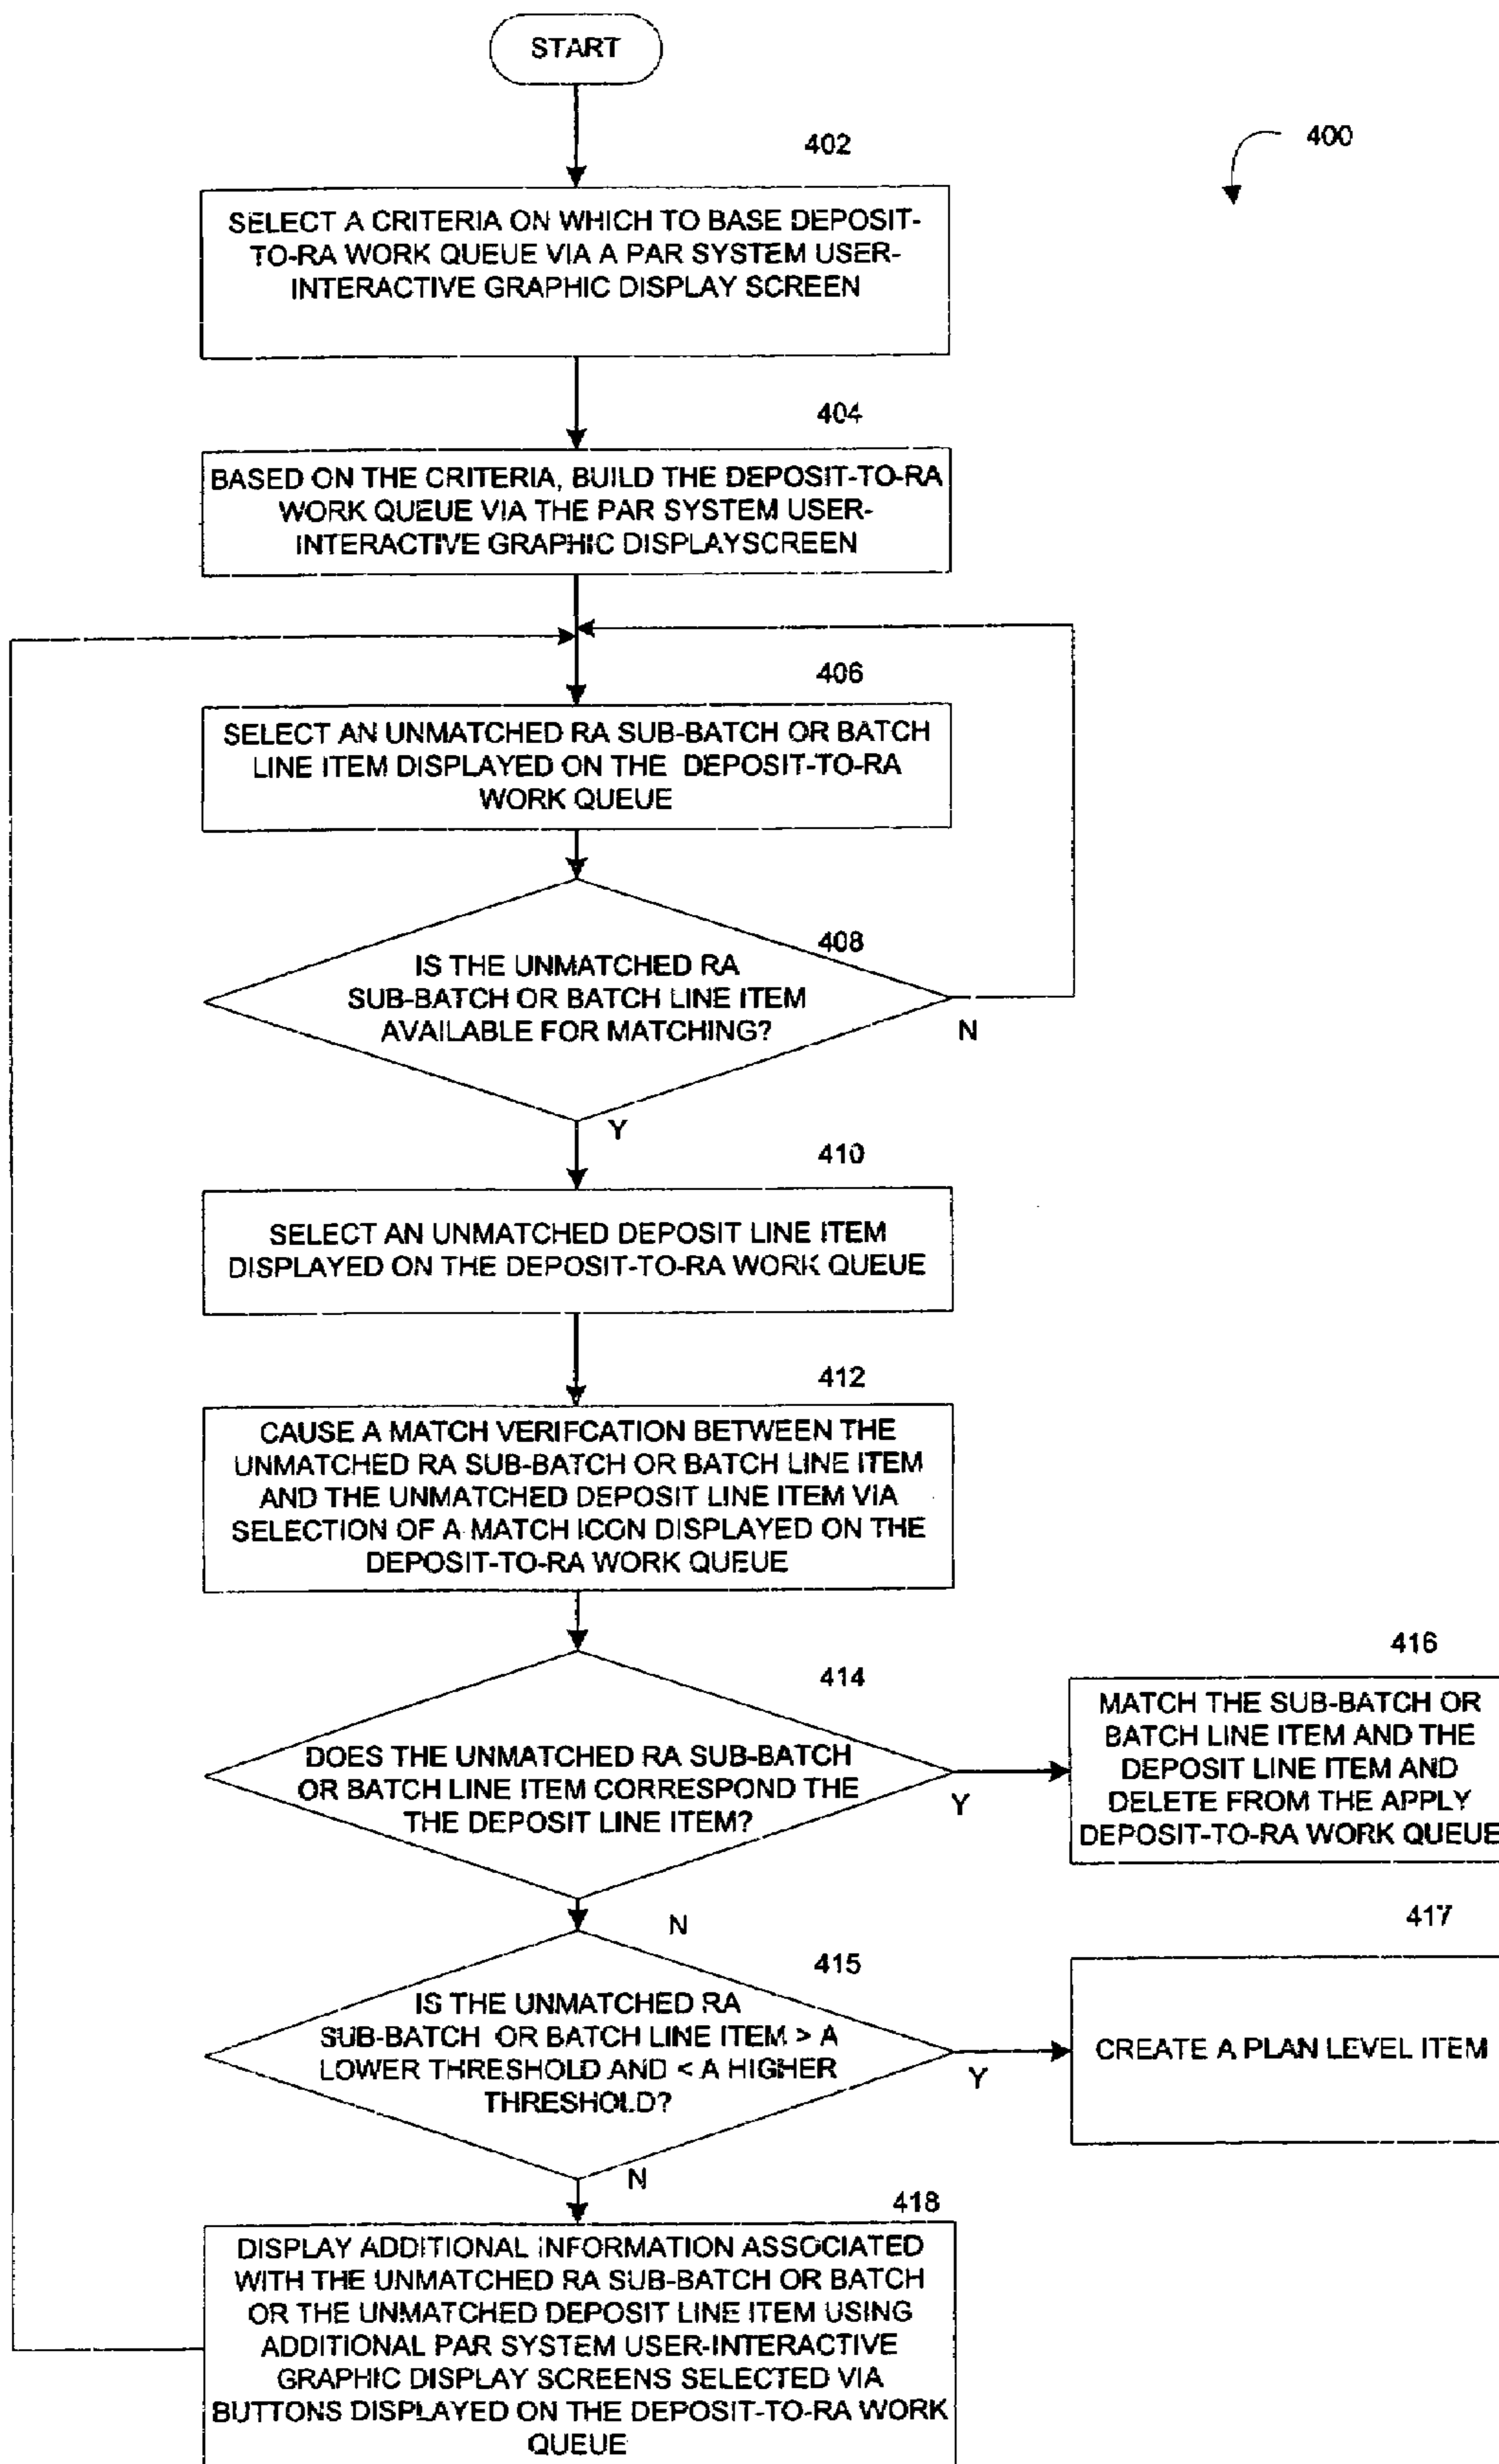 START
400
402
SELECT A CRITERIA ON WHICH TO BASE DEPOSIT-
TO-RA WORK QUEUE VIA A PAR SYSTEM USER-
INTERACTIVE GRAPHIC DISPLAY SCREEN
404
BASED ON THE CRITERIA, BUILD THE DEPOSIT-TO-RA
WORK QUEUE VIA THE PAR SYSTEM USER-
INTERACTIVE GRAPHIC DISPLAYSCREEN
406
SELECT AN UNMATCHED RA SUB-BATCH OR BATCH
LINE ITEM DISPLAYED ON THE DEPOSIT-TO-RA
WORK QUEUE
408
IS THE UNMATCHED RA
SUB-BATCH OR BATCH LINE ITEM
AVAILABLE FOR MATCHING?
N
Y
410
SELECT AN UNMATCHED DEPOSIT LINE ITEM
DISPLAYED ON THE DEPOSIT-TO-RA WORK QUEUE
412
CAUSE A MATCH VERIFCATION BETWEEN THE
UNMATCHED RA SUB-BATCH OR BATCH LINE ITEM
AND THE UNMATCHED DEPOSIT LINE ITEM VIA
SELECTION OF A MATCH ICON DISPLAYED ON THE
DEPOSIT-TO-RA WORK QUEUE
414
DOES THE UNMATCHED RA SUB-BATCH
OR BATCH LINE ITEM CORRESPOND THE
THE DEPOSIT LINE ITEM?
Y
416
MATCH THE SUB-BATCH OR
BATCH LINE ITEM AND THE
DEPOSIT LINE ITEM AND
DELETE FROM THE APPLY
DEPOSIT-TO-RA WORK QUEUE
N
415
IS THE UNMATCHED RA
SUB-BATCH OR BATCH LINE ITEM > A
LOWER THRESHOLD AND < A HIGHER
THRESHOLD?
Y
417
CREATE A PLAN LEVEL ITEM
N
418
DISPLAY ADDITIONAL INFORMATION ASSOCIATED
WITH THE UNMATCHED RA SUB-BATCH OR BATCH
OR THE UNMATCHED DEPOSIT LINE ITEM USING
ADDITIONAL PAR SYSTEM USER-INTERACTIVE
GRAPHIC DISPLAY SCREENS SELECTED VIA
BUTTONS DISPLAYED ON THE DEPOSIT-TO-RA WORK
QUEUE